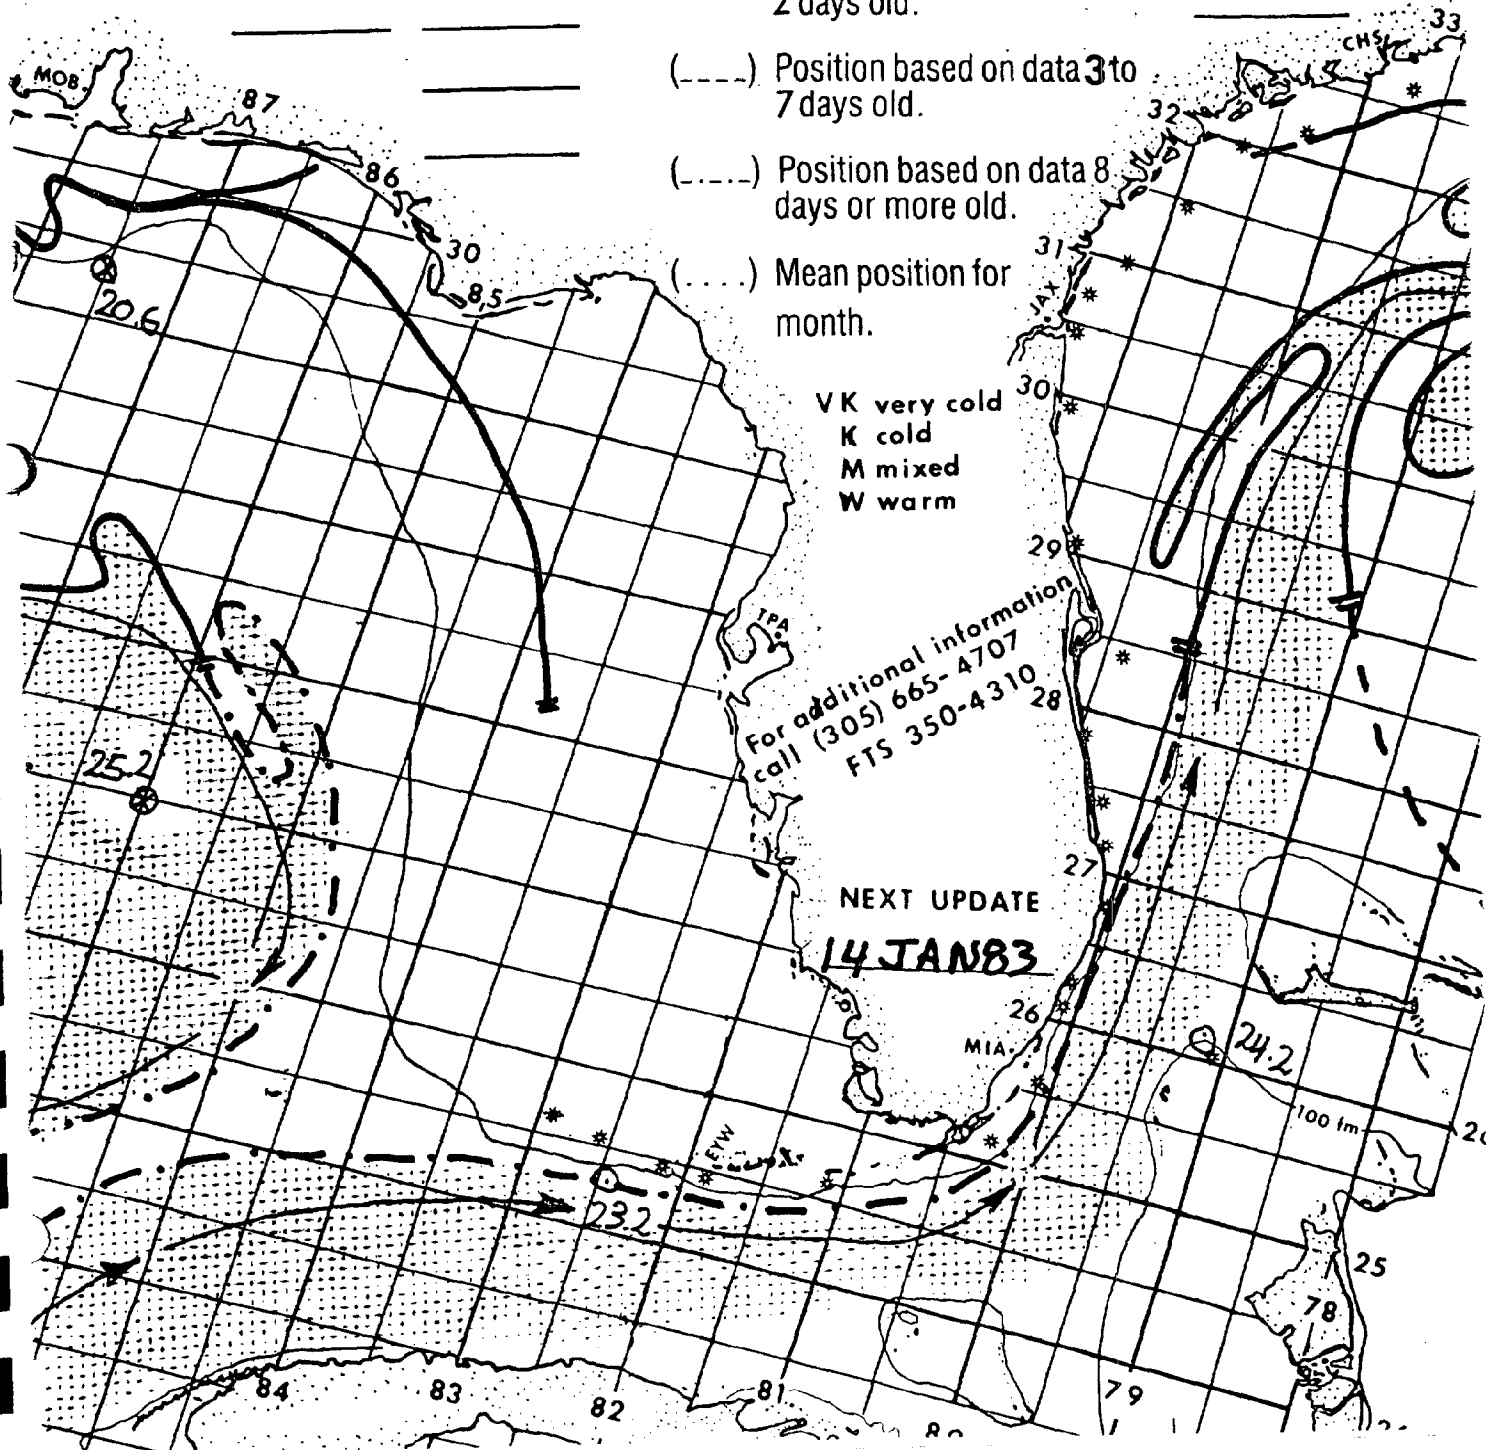 2 days old.
(____) Position based on data 3 to
7 days old.
(_._._) Position based on data 8
days or more old.
(....) Mean position for
month.
VK very cold
K cold
M mixed
W warm
For additional information
call (305) 665-4707
FTS 350-4310
NEXT UPDATE
14 JAN83
MOB.
87
86
30
85
20.6
25.2
TPA
CHS
33
32
31
JAX
30
29
28
27
26
MIA.
24.2
100 fm
EYW
23.2
25
78
84
83
82
81
79